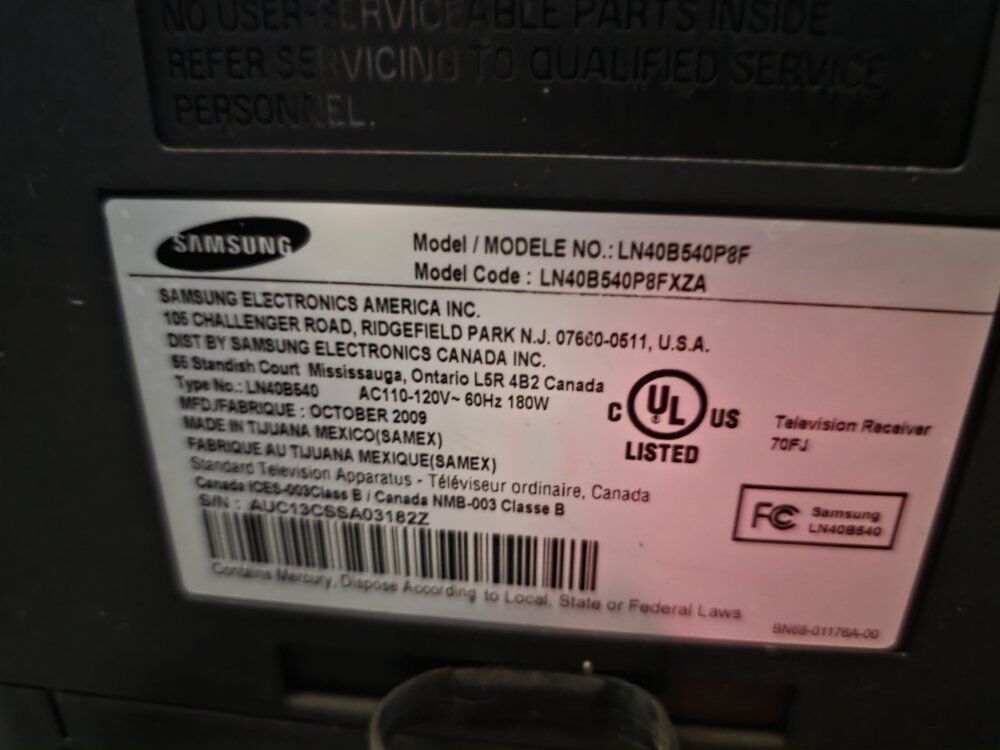 NO USER-SERVICEABLE PARTS INSIDE.
REFER SERVICING TO QUALIFIED SERVICE
PERSONNEL.
SAMSUNG
Model / MODELE NO.: LN40B540P8F
Model Code : LN40B540P8FXZA
SAMSUNG ELECTRONICS AMERICA INC.
105 CHALLENGER ROAD, RIDGEFIELD PARK N.J. 07660-0511, U.S.A.
DIST BY SAMSUNG ELECTRONICS CANADA INC.
55 Standish Court Mississauga, Ontario L5R 4B2 Canada
Type No.: LN40B540 AC110-120V~ 60Hz 180W
MFD./FABRIQUE : OCTOBER 2009
MADE IN TIJUANA MEXICO(SAMEX)
FABRIQUE AU TIJUANA MEXIQUE(SAMEX)
Standard Television Apparatus - Téléviseur ordinaire, Canada
Canada ICES-003Class B / Canada NMB-003 Classe B
S/N : AUC13CSSA03182Z
C UL US
LISTED
Television Receiver
70FJ
FC Samsung
LN40B540
Contains Mercury, Dispose According to Local, State or Federal Laws
BN68-01176A-00